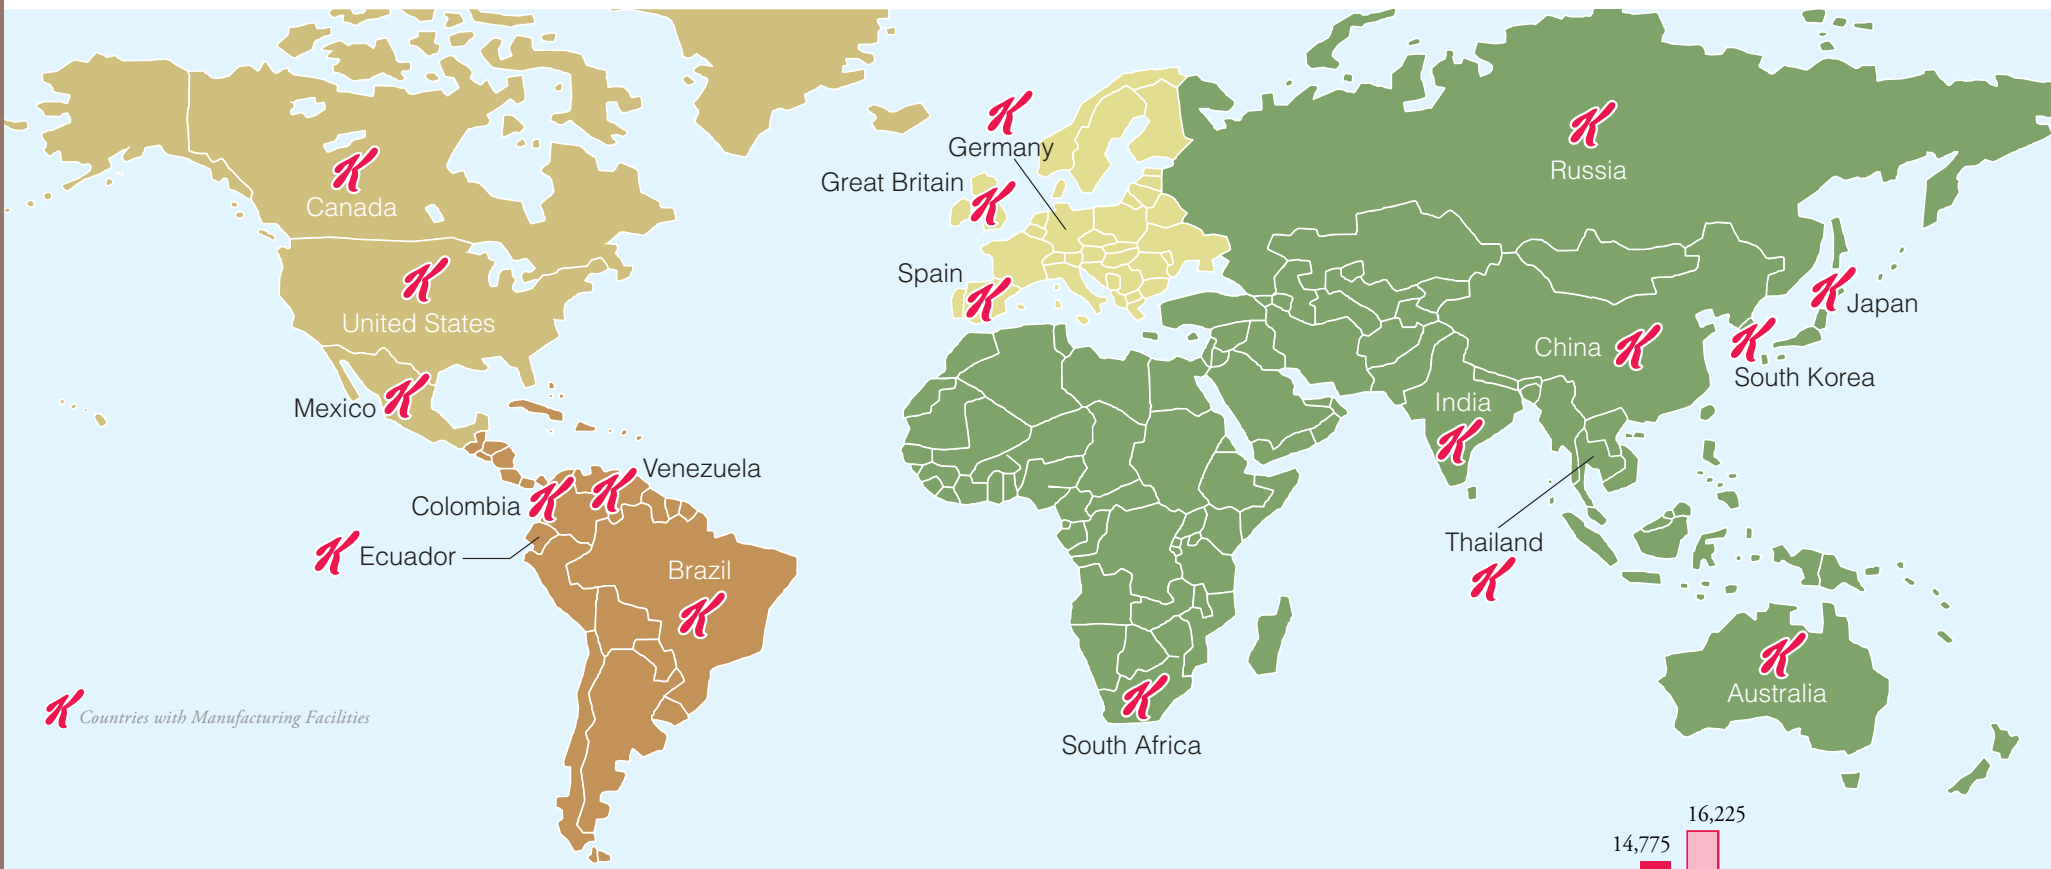 Germany
Great Britain
Russia
Canada
Spain
Japan
United States
China
South Korea
Mexico
India
Venezuela
Colombia
Thailand
Ecuador
Brazil
Australia
Countries with Manufacturing Facilities
South Africa
16,225
14,775